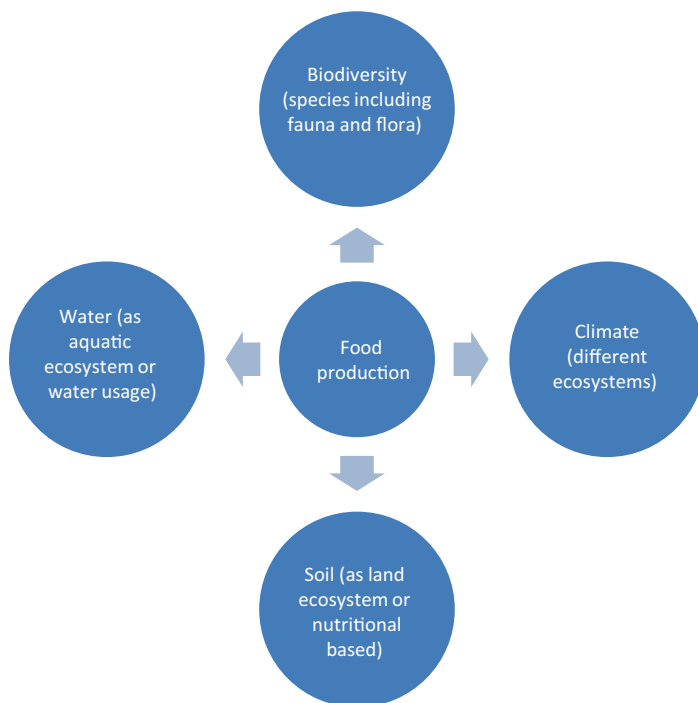 Biodiversity
(species including
fauna and flora)
Water (as
aquatic
ecosystem or
water usage)
Food
production
Climate
(different
ecosystems)
Soil (as land
ecosystem or
nutritional
based)